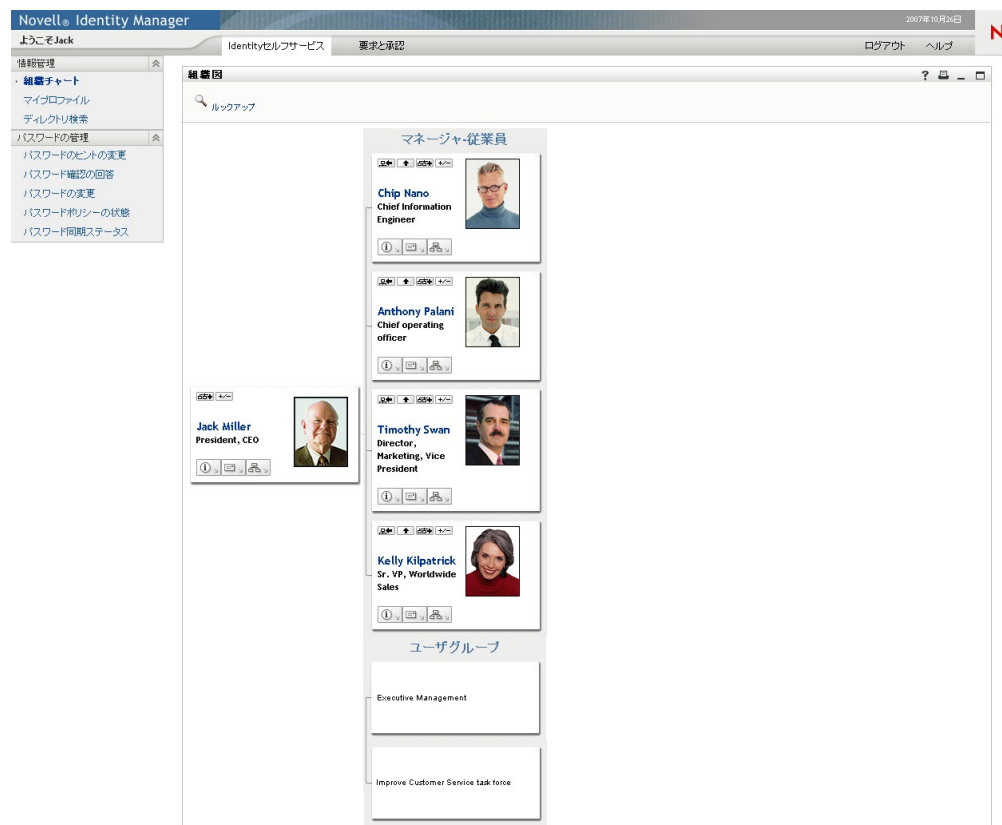 Novell® Identity Manager
2007年10月26日
ようこそJack
Identityセルフサービス
要求と承認
ログアウト
ヘルプ
N
情報管理
組織チャート
マイプロファイル
ディレクトリ検索
パスワードの管理
パスワードのヒントの変更
パスワード確認の回答
パスワードの変更
パスワードポリシーの状態
パスワード同期ステータス
組織図
?
ルックアップ
マネージャ-従業員
+/-
Chip Nano
Chief Information
Engineer
+/-
Anthony Palani
Chief operating
officer
+/-
Jack Miller
President, CEO
+/-
Timothy Swan
Director,
Marketing, Vice
President
+/-
Kelly Kilpatrick
Sr. VP, Worldwide
Sales
ユーザグループ
Executive Management
Improve Customer Service task force